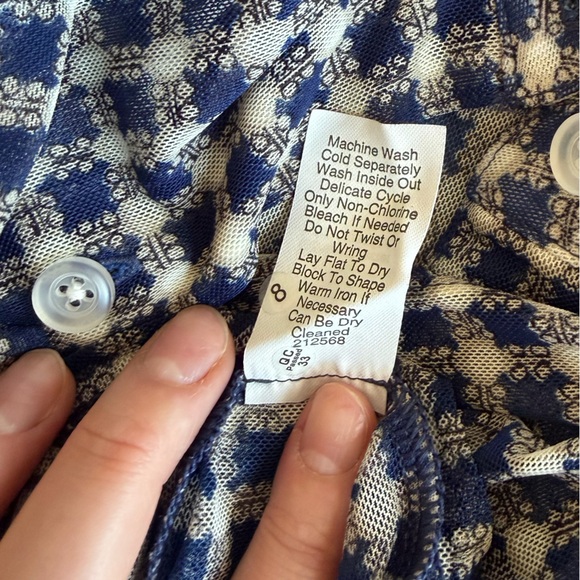 Machine Wash
Cold Separately
Wash Inside Out
Delicate Cycle
Only Non-Chlorine
Bleach If Needed
Do Not Twist Or
Wring
Lay Flat To Dry
Block To Shape
Warm Iron If
Necessary
Can Be Dry
Cleaned
212568
8
QC
Passed
33